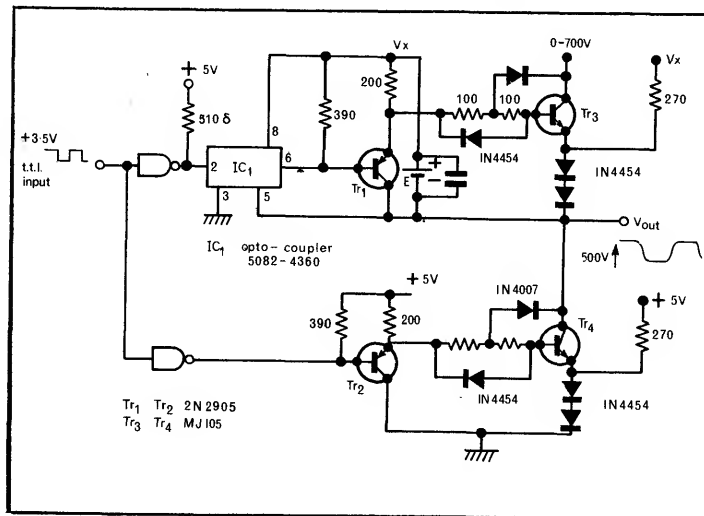 + 5V
510 δ
+3·5V
t.t.l.
input
2
3
8
6
5
IC1
IC1 opto-coupler
5082-4360
390
Vx
200
Tr1
E
+
−
100
100
0-700V
Tr3
IN4454
Vx
270
Vout
500V
+ 5V
390
200
Tr2
IN4007
IN4454
Tr4
+ 5V
270
IN4454
Tr1 Tr2 2N2905
Tr3 Tr4 MJ105